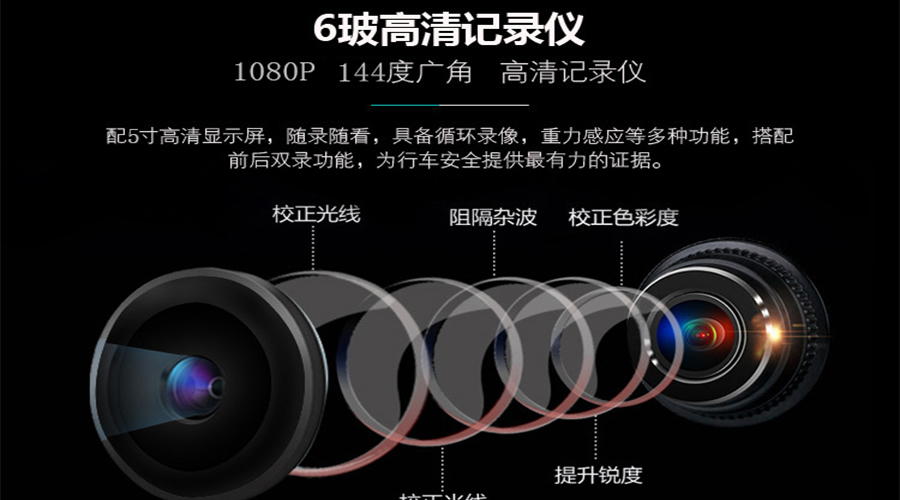 6玻高清记录仪
1080P 144度广角 高清记录仪
配5寸高清显示屏，随录随看，具备循环录像，重力感应等多种功能，搭配
前后双录功能，为行车安全提供最有力的证据。
校正光线
阻隔杂波
校正色彩度
提升锐度
校正光线